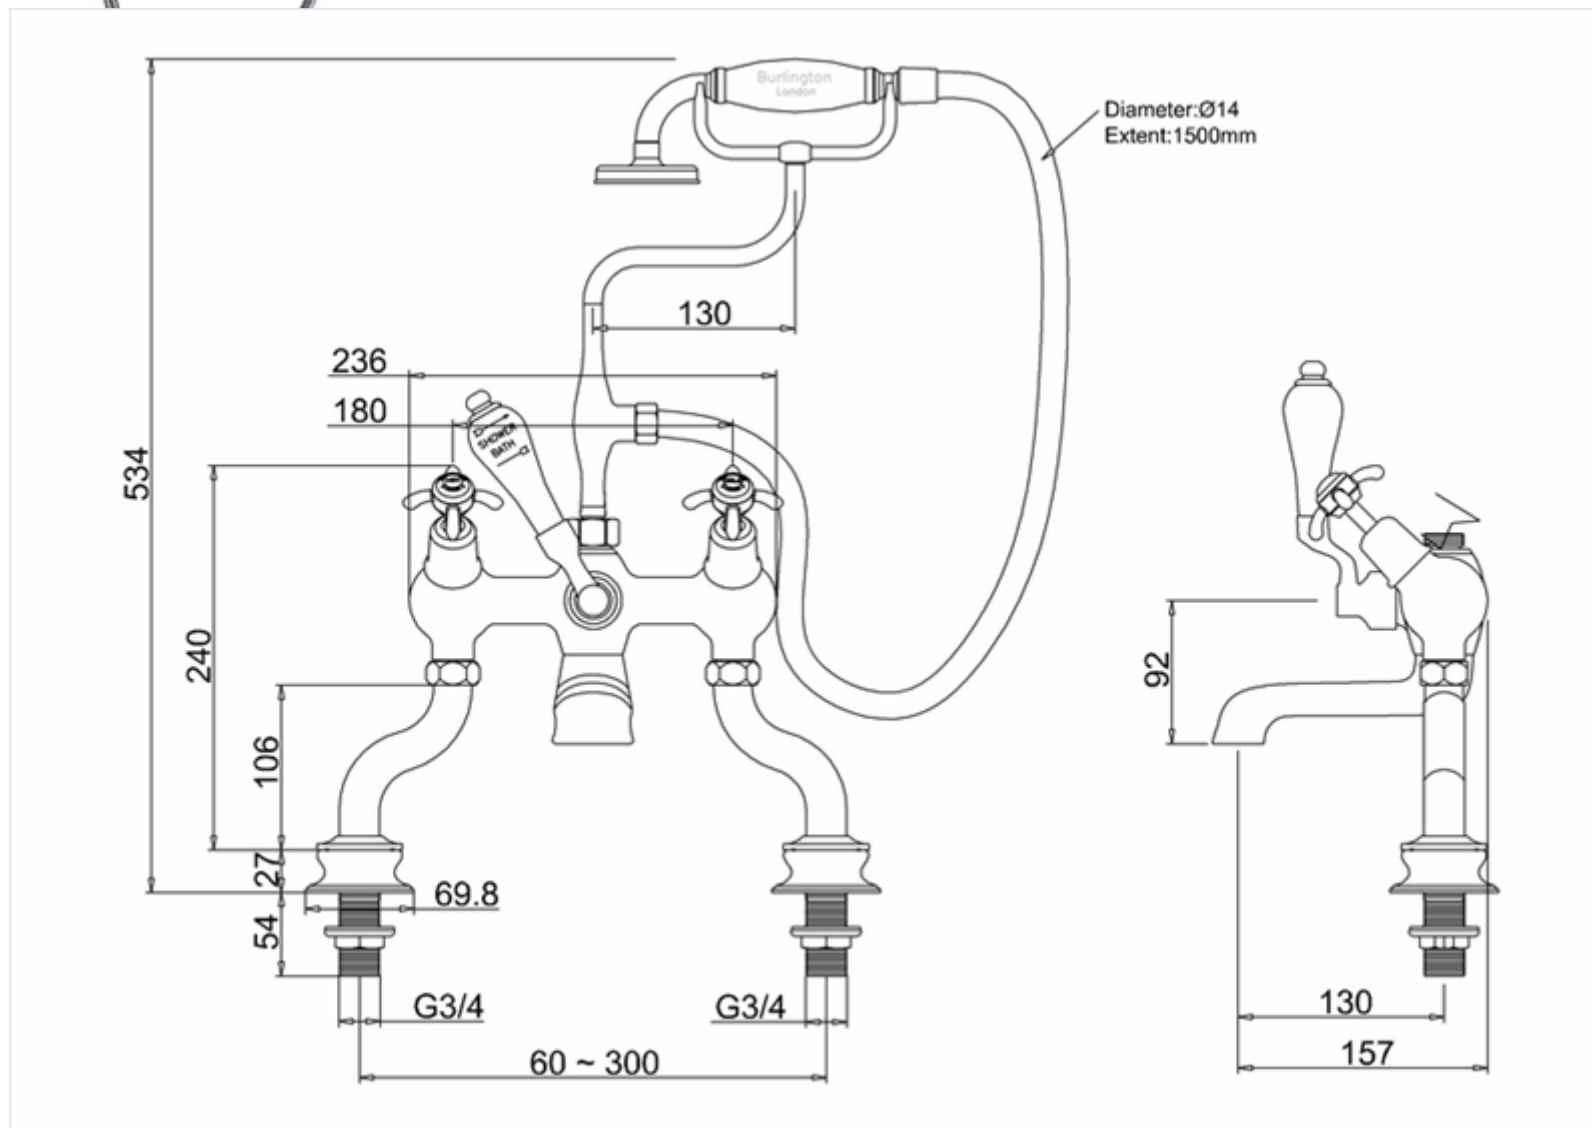 Burlington
London
Diameter:Ø14
Extent:1500mm
130
236
180
SHOWER
BATH
534
240
92
106
27
69.8
54
G3/4
G3/4
130
60 ~ 300
157